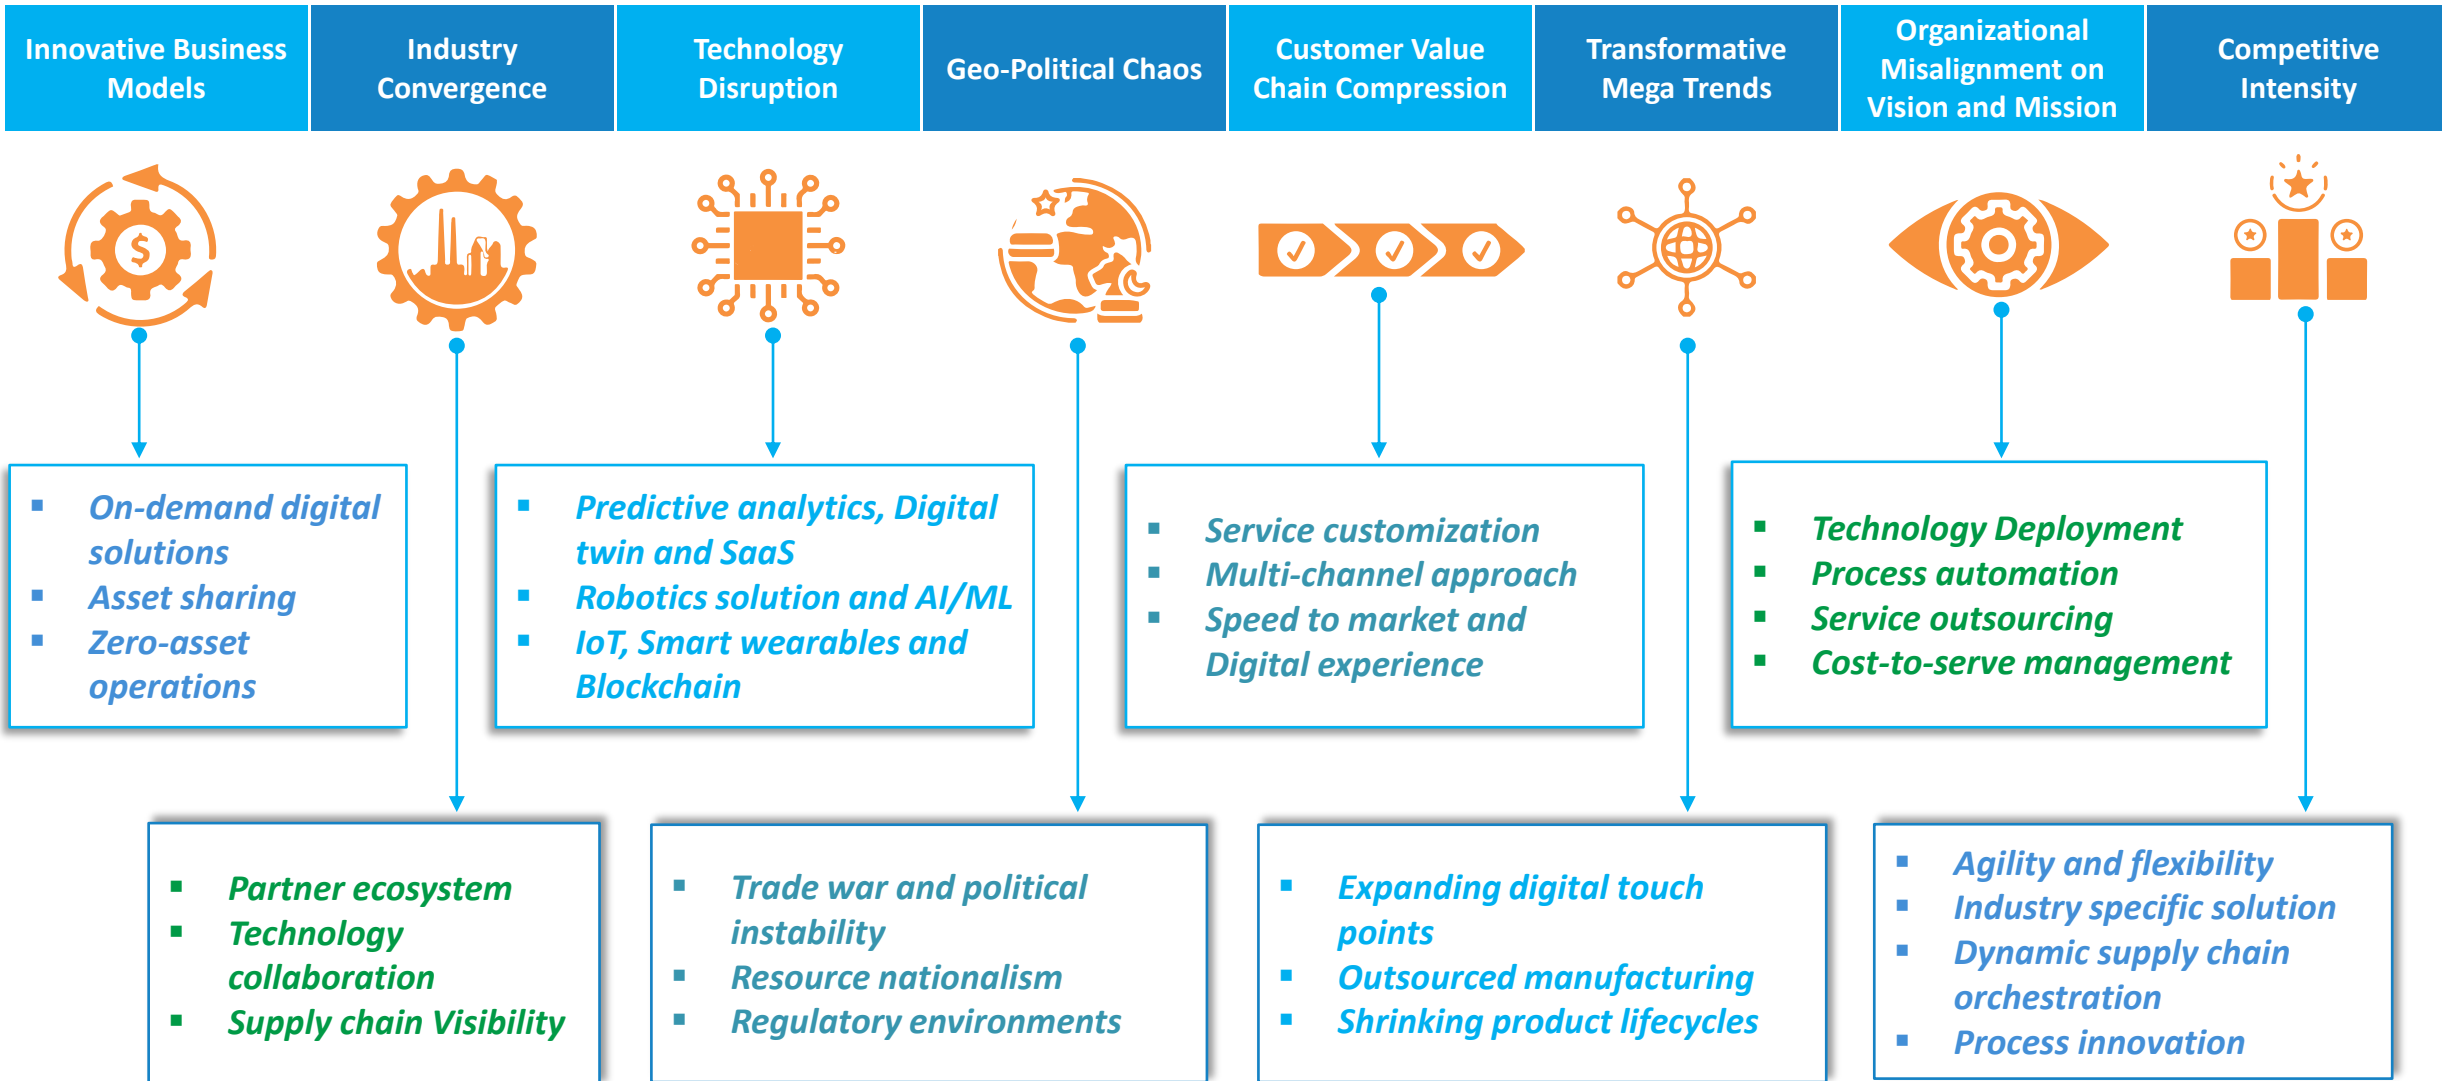 Innovative Business
Models
Industry
Convergence
Technology
Disruption
Geo-Political Chaos
Customer Value
Chain Compression
Transformative
Mega Trends
Organizational
Misalignment on
Vision and Mission
Competitive
Intensity
$
▪ On-demand digital
solutions
▪ Asset sharing
▪ Zero-asset
operations
▪ Predictive analytics, Digital
twin and SaaS
▪ Robotics solution and AI/ML
▪ IoT, Smart wearables and
Blockchain
▪ Service customization
▪ Multi-channel approach
▪ Speed to market and
Digital experience
▪ Technology Deployment
▪ Process automation
▪ Service outsourcing
▪ Cost-to-serve management
▪ Partner ecosystem
▪ Technology
collaboration
▪ Supply chain Visibility
▪ Trade war and political
instability
▪ Resource nationalism
▪ Regulatory environments
▪ Expanding digital touch
points
▪ Outsourced manufacturing
▪ Shrinking product lifecycles
▪ Agility and flexibility
▪ Industry specific solution
▪ Dynamic supply chain
orchestration
▪ Process innovation